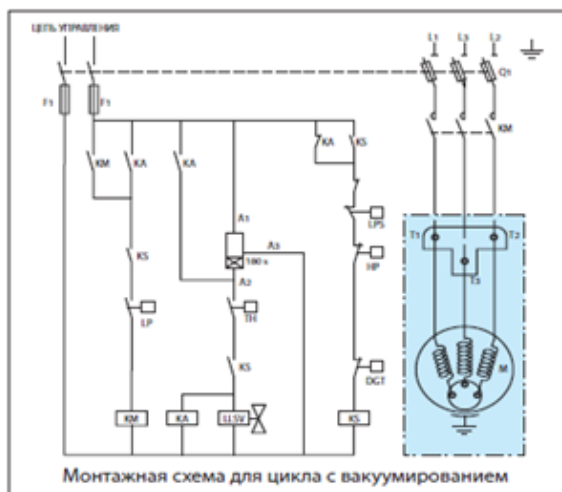 ЦЕПЬ УПРАВЛЕНИЯ
L1 L3 L2
Q1
F1 F1
KA KS
KM KA KA
KM
A1
LPS
T1 T2
A3
180 s
HP
T3
KS
A2
LP
TH
KS
DGT
M
KM KA LLSV KS
Монтажная схема для цикла с вакуумированием